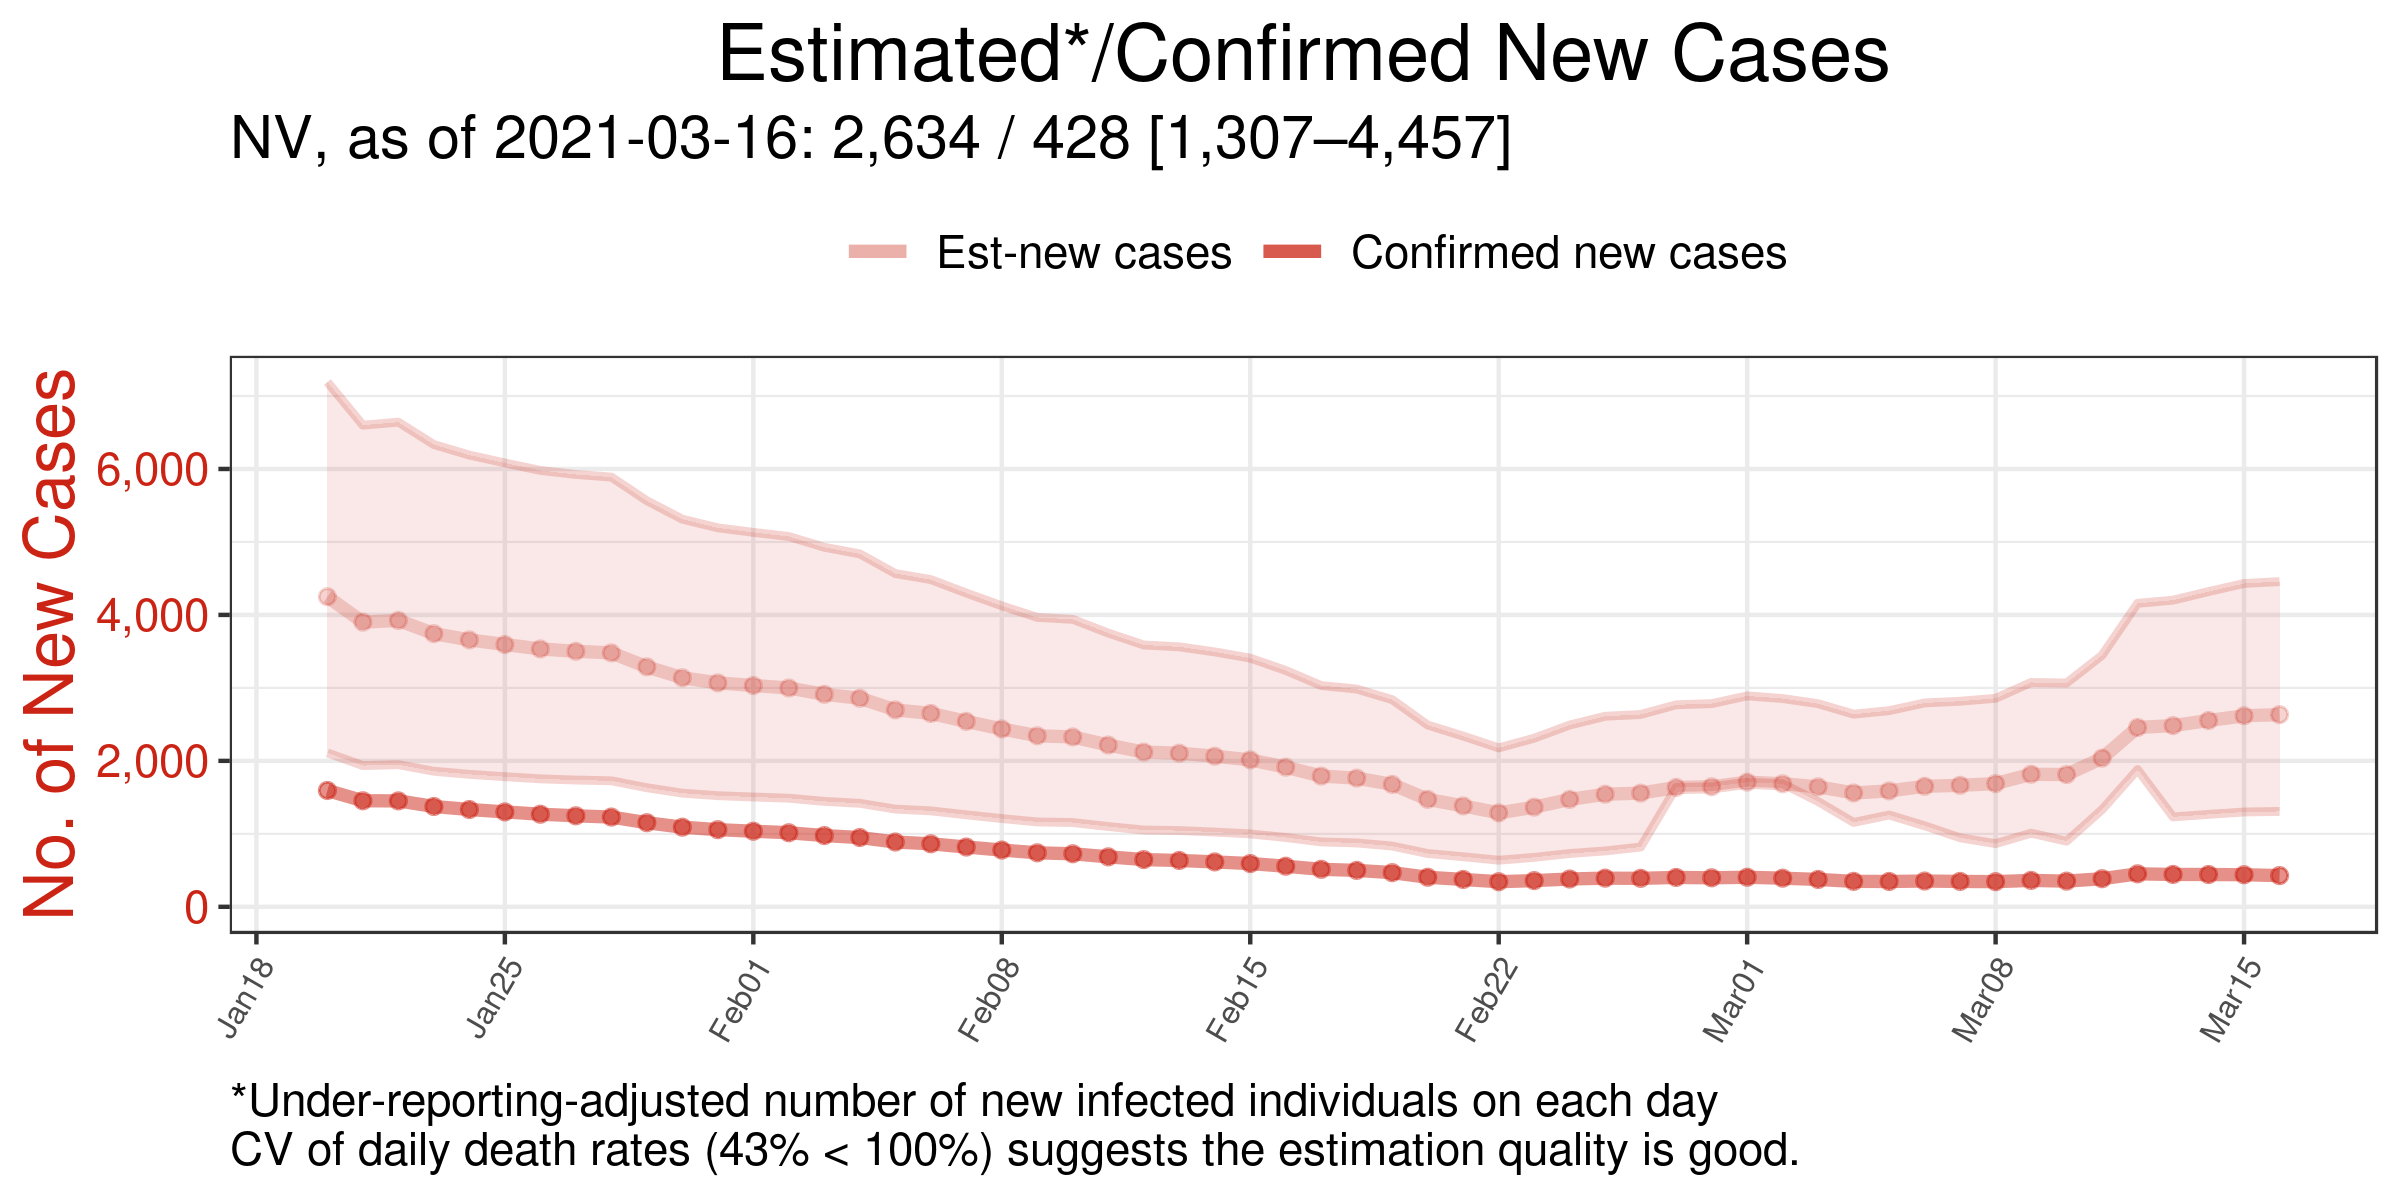 Estimated*/Confirmed New Cases
NV, as of 2021-03-16: 2,634 / 428 [1,307–4,457]
Est-new cases
Confirmed new cases
No. of New Cases
6,000
4,000
2,000
0
Jan18
Jan25
Feb01
Feb08
Feb15
Feb22
Mar01
Mar08
Mar15
*Under-reporting-adjusted number of new infected individuals on each day
CV of daily death rates (43% < 100%) suggests the estimation quality is good.